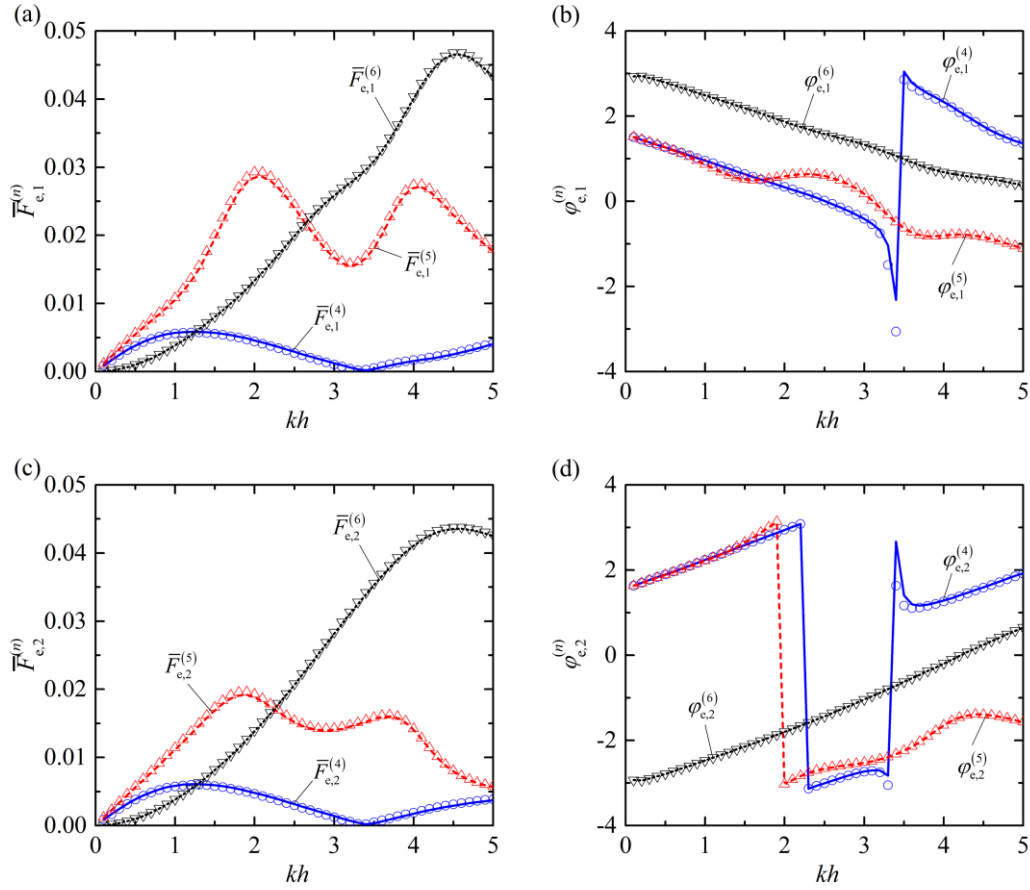 (a)
0.05
0.04
0.03
0.02
0.01
0.00
F̅e,1(n)
F̅e,1(6)
F̅e,1(5)
F̅e,1(4)
0 1 2 3 4 5
kh
(b)
4
2
0
-2
-4
φe,1(n)
φe,1(6)
φe,1(4)
φe,1(5)
0 1 2 3 4 5
kh
(c)
0.05
0.04
0.03
0.02
0.01
0.00
F̅e,2(n)
F̅e,2(6)
F̅e,2(5)
F̅e,2(4)
0 1 2 3 4 5
kh
(d)
4
2
0
-2
-4
φe,2(n)
φe,2(4)
φe,2(6)
φe,2(5)
0 1 2 3 4 5
kh